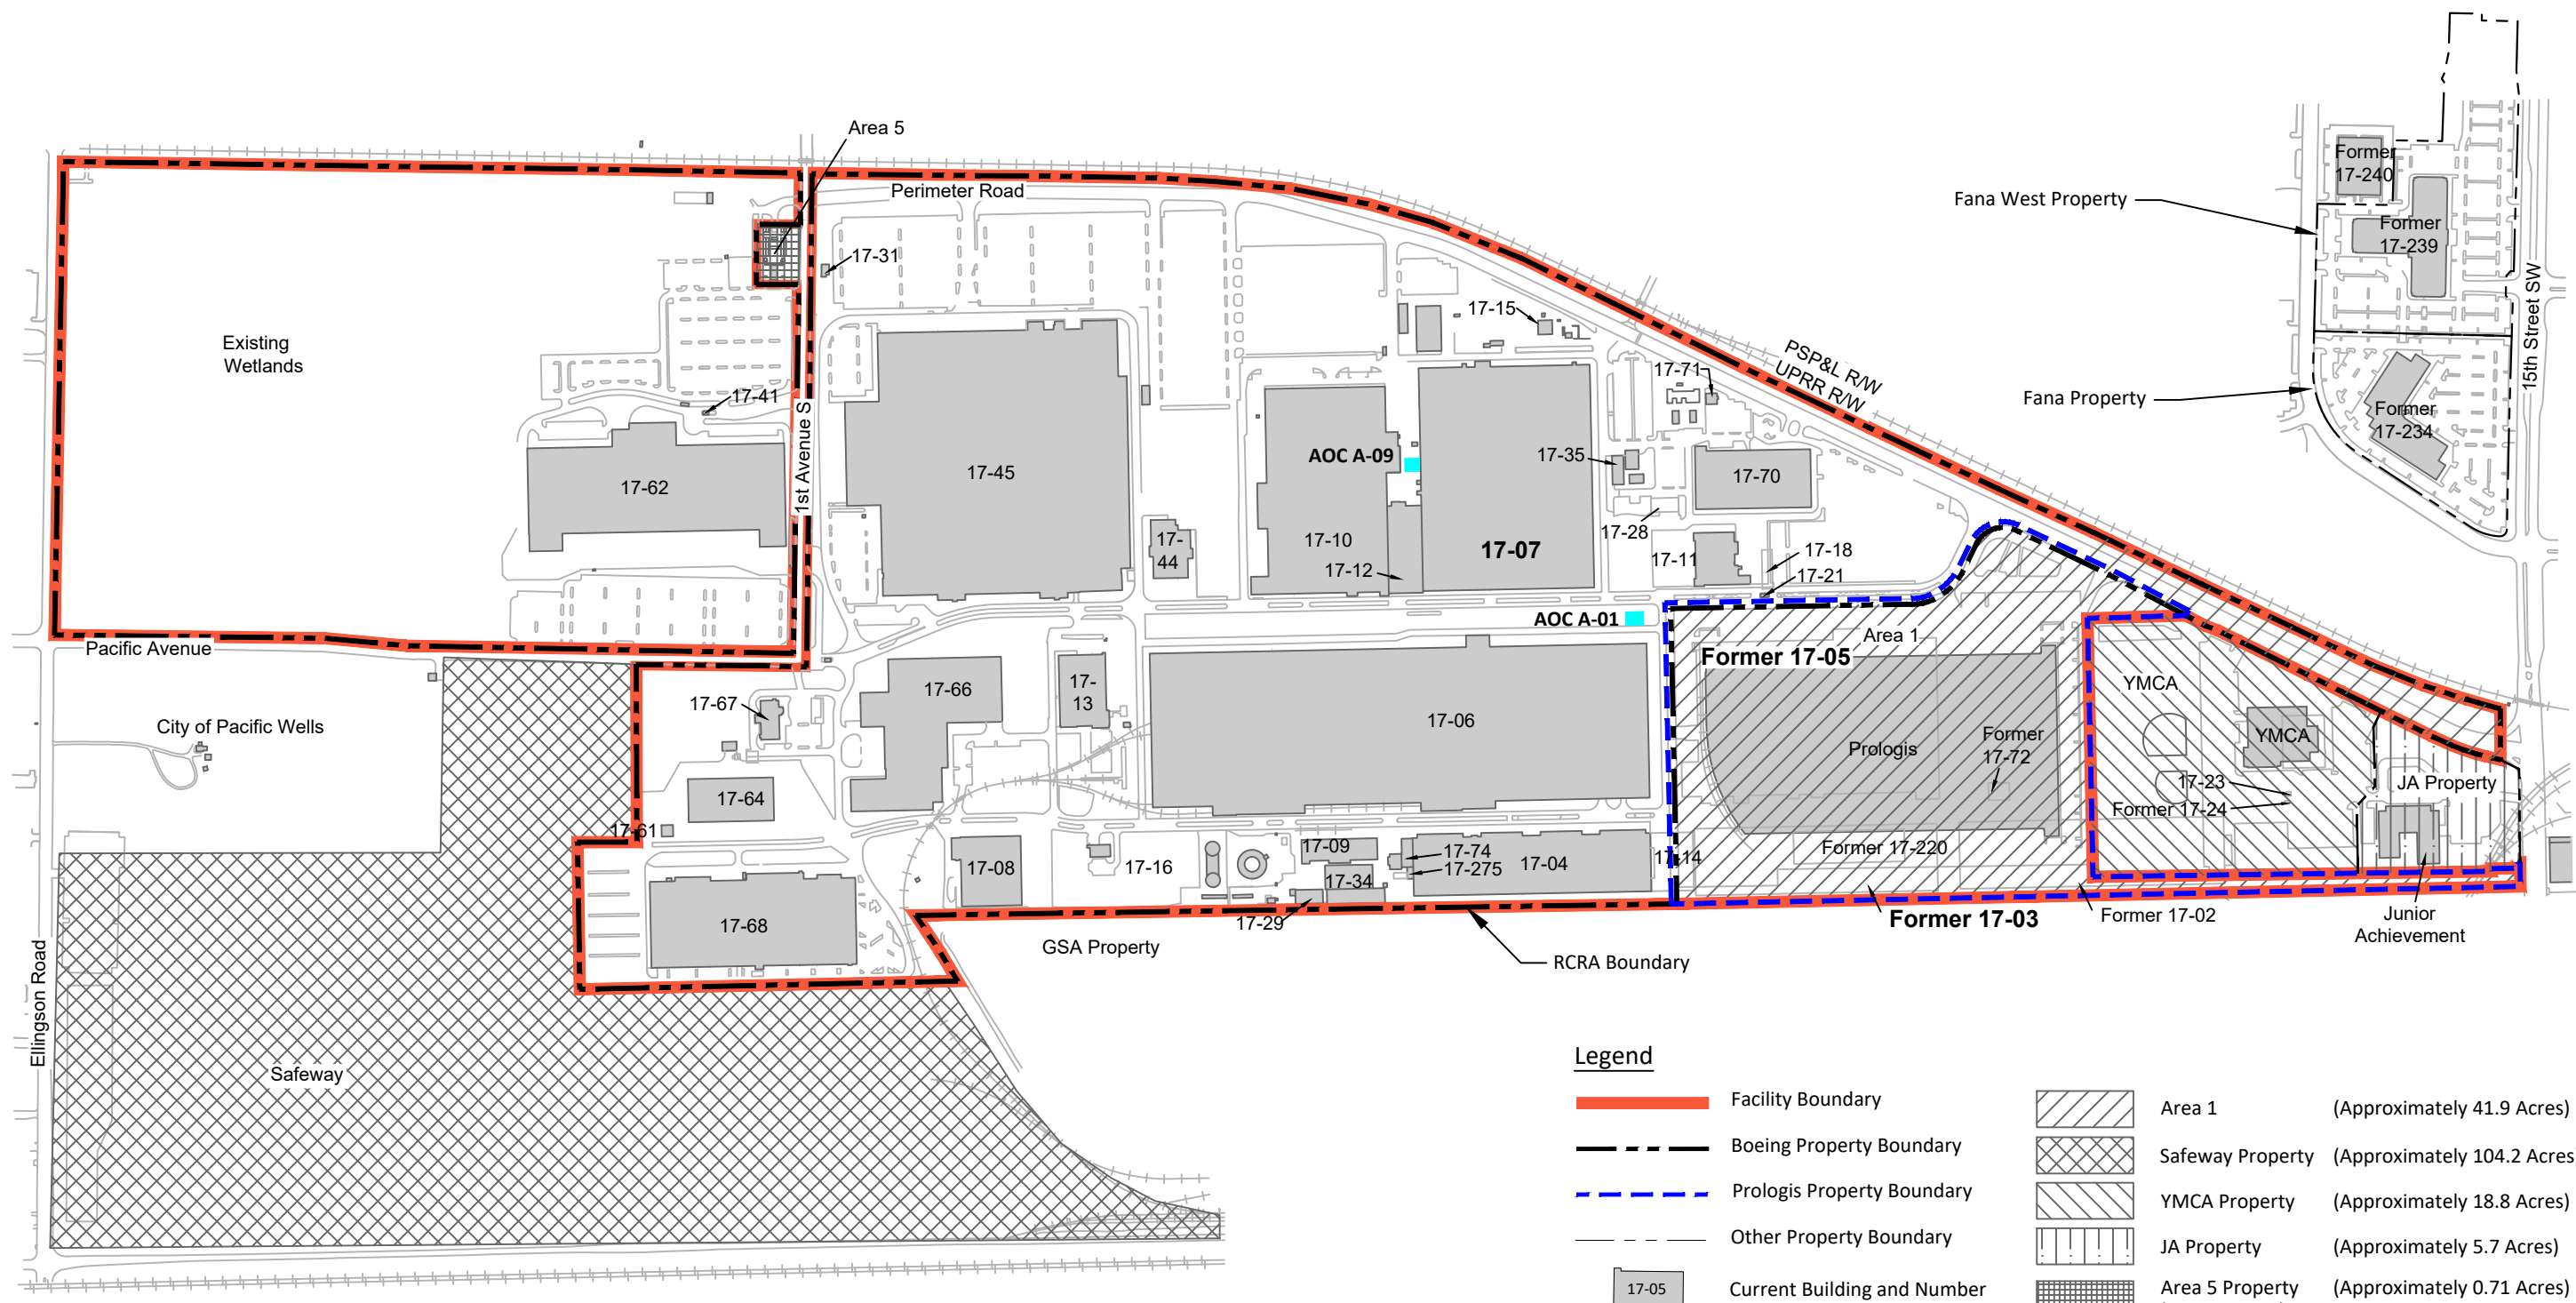 Area 5
Perimeter Road
Former
17-240
Fana West Property
Former
17-239
17-31
15th Street SW
17-15
Existing
Wetlands
PSP&L R/W
UPRR R/W
17-71
17-41
Fana Property
Former
17-234
1st Avenue S
AOC A-09
17-35
17-45
17-70
17-62
17-28
17-10
17-07
17-44
17-12
17-11
17-18
17-21
AOC A-01
Area 1
Pacific Avenue
Former 17-05
17-66
17-13
YMCA
17-67
17-06
City of Pacific Wells
Prologis
Former
17-72
YMCA
17-23
JA Property
17-64
Former 17-24
17-61
17-08
17-16
17-09
17-74
17-275
17-04
17-14
Former 17-220
17-34
17-68
17-29
Former 17-03
Former 17-02
Junior
Achievement
GSA Property
RCRA Boundary
Ellingson Road
Safeway
Legend
Facility Boundary
Boeing Property Boundary
Prologis Property Boundary
Other Property Boundary
17-05
Current Building and Number
Area 1 (Approximately 41.9 Acres)
Safeway Property (Approximately 104.2 Acres
YMCA Property (Approximately 18.8 Acres)
JA Property (Approximately 5.7 Acres)
Area 5 Property (Approximately 0.71 Acres)